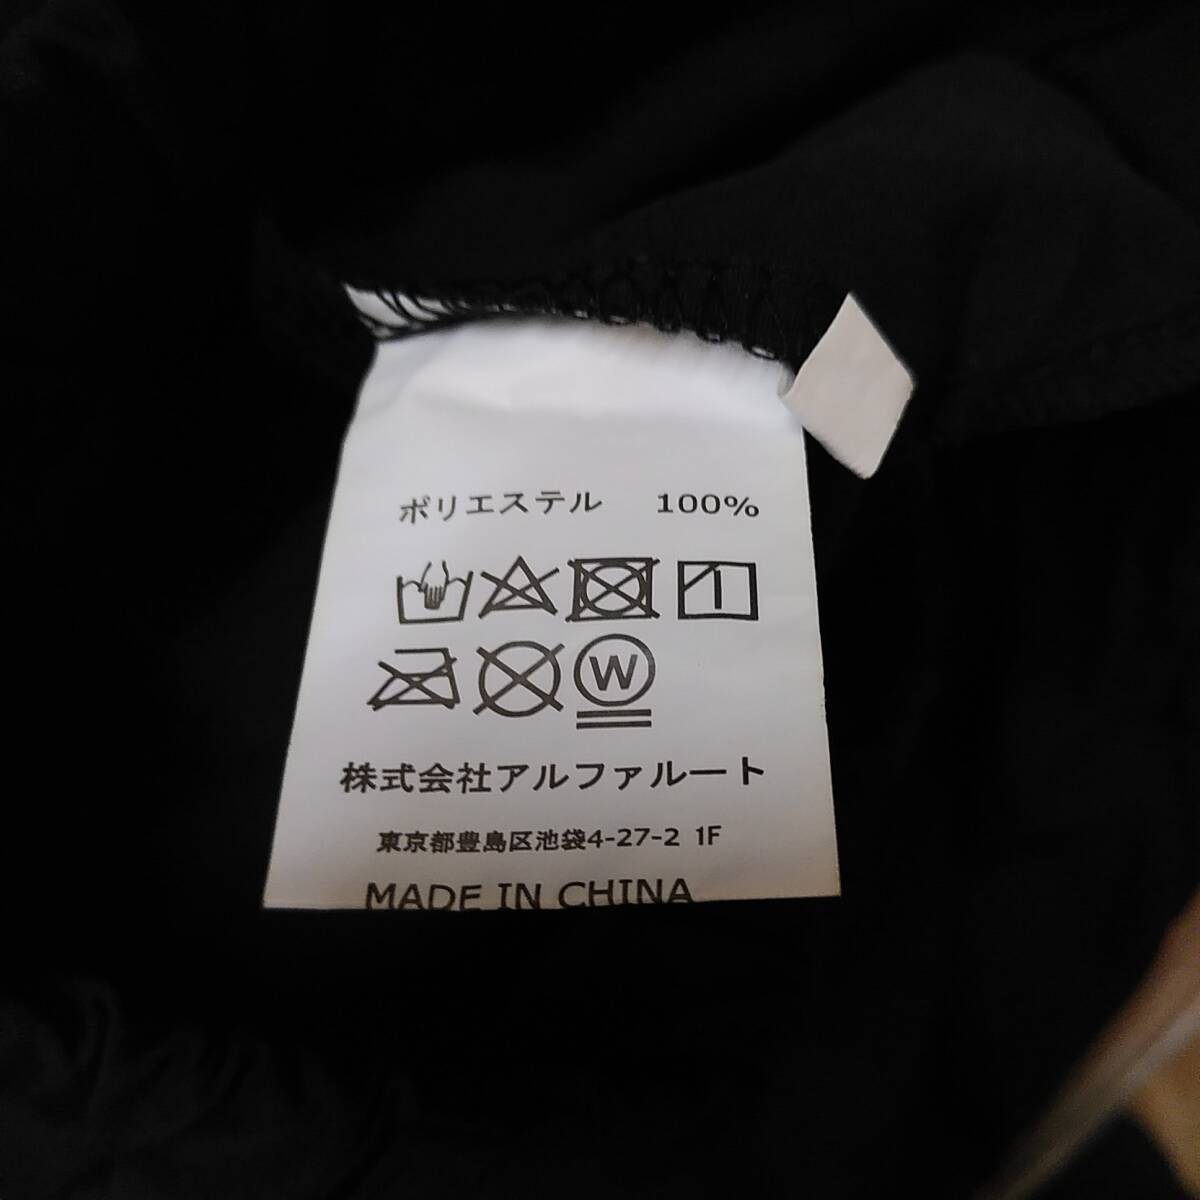 ポリエステル 100%
W
株式会社アルファルート
東京都豊島区池袋4-27-2 1F
MADE IN CHINA